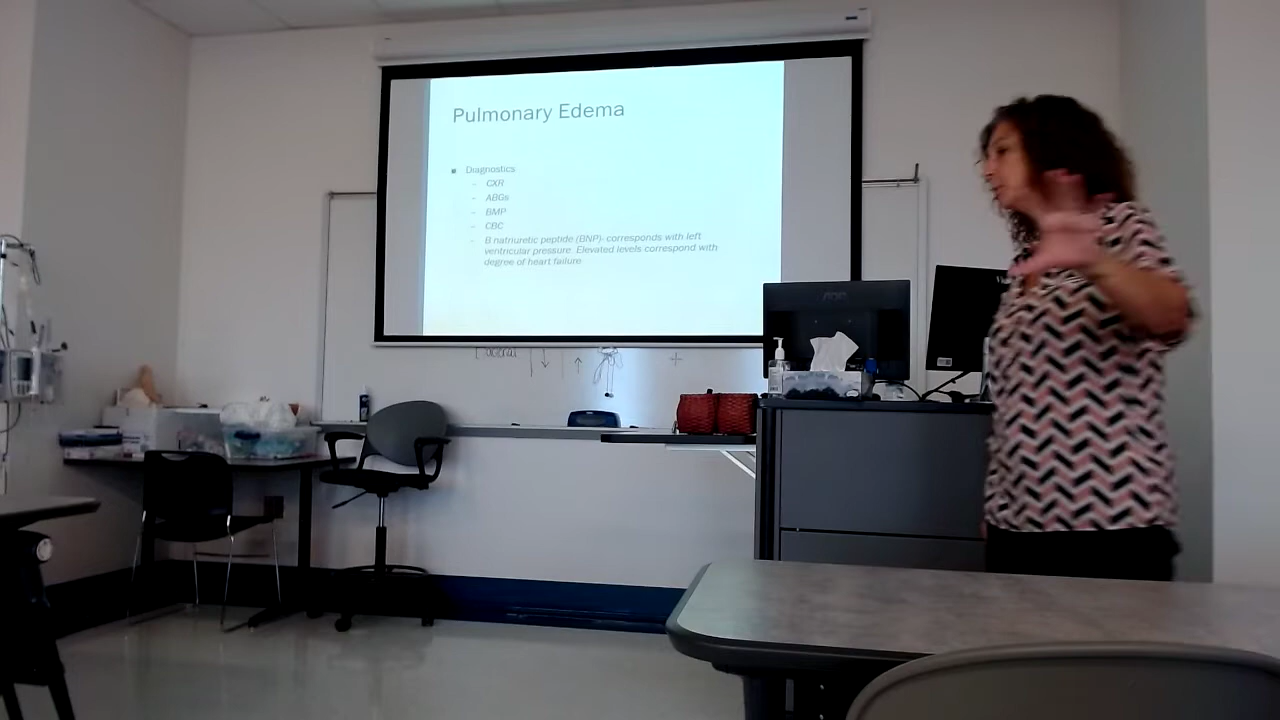 Pulmonary Edema
■ Diagnostics
– CXR
– ABGs
– BMP
– CBC
– B natriuretic peptide (BNP)- corresponds with left
ventricular pressure. Elevated levels correspond with
degree of heart failure